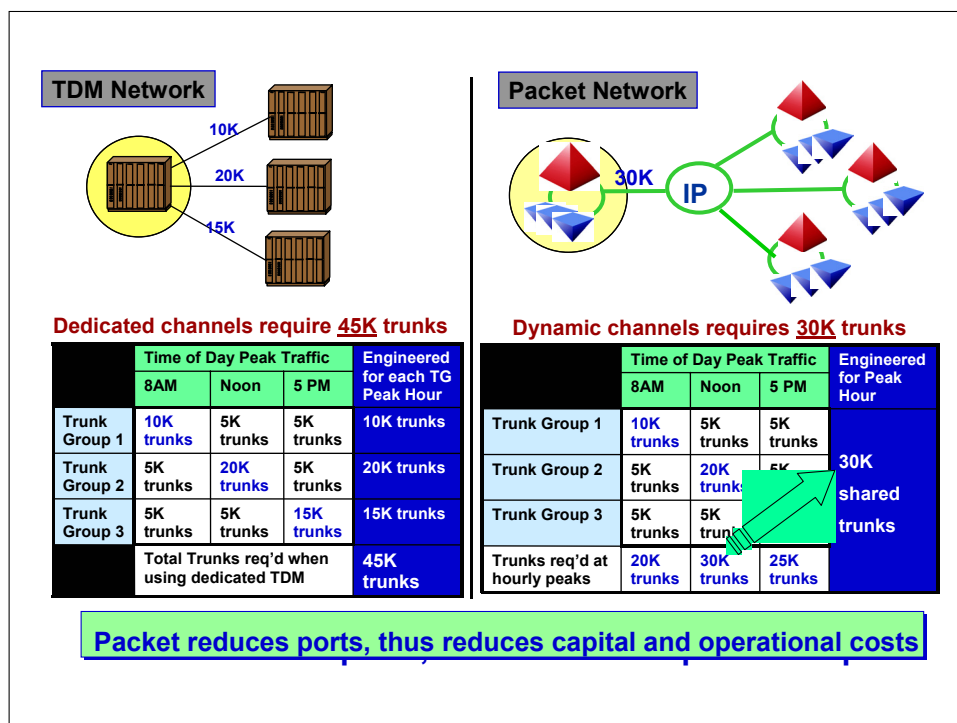 TDM Network
10K
20K
15K
Dedicated channels require 45K trunks
Time of Day Peak Traffic
Engineered for each TG Peak Hour
8AM
Noon
5 PM
Trunk Group 1
10K trunks
5K trunks
5K trunks
10K trunks
Trunk Group 2
5K trunks
20K trunks
5K trunks
20K trunks
Trunk Group 3
5K trunks
5K trunks
15K trunks
15K trunks
Total Trunks req'd when using dedicated TDM
45K trunks
Packet Network
30K
IP
Dynamic channels requires 30K trunks
Time of Day Peak Traffic
Engineered for Peak Hour
8AM
Noon
5 PM
Trunk Group 1
10K trunks
5K trunks
5K trunks
30K shared trunks
Trunk Group 2
5K trunks
20K
5K
Trunk Group 3
5K trunks
5K
Trunks req'd at hourly peaks
20K trunks
30K trunks
25K trunks
Packet reduces ports, thus reduces capital and operational costs